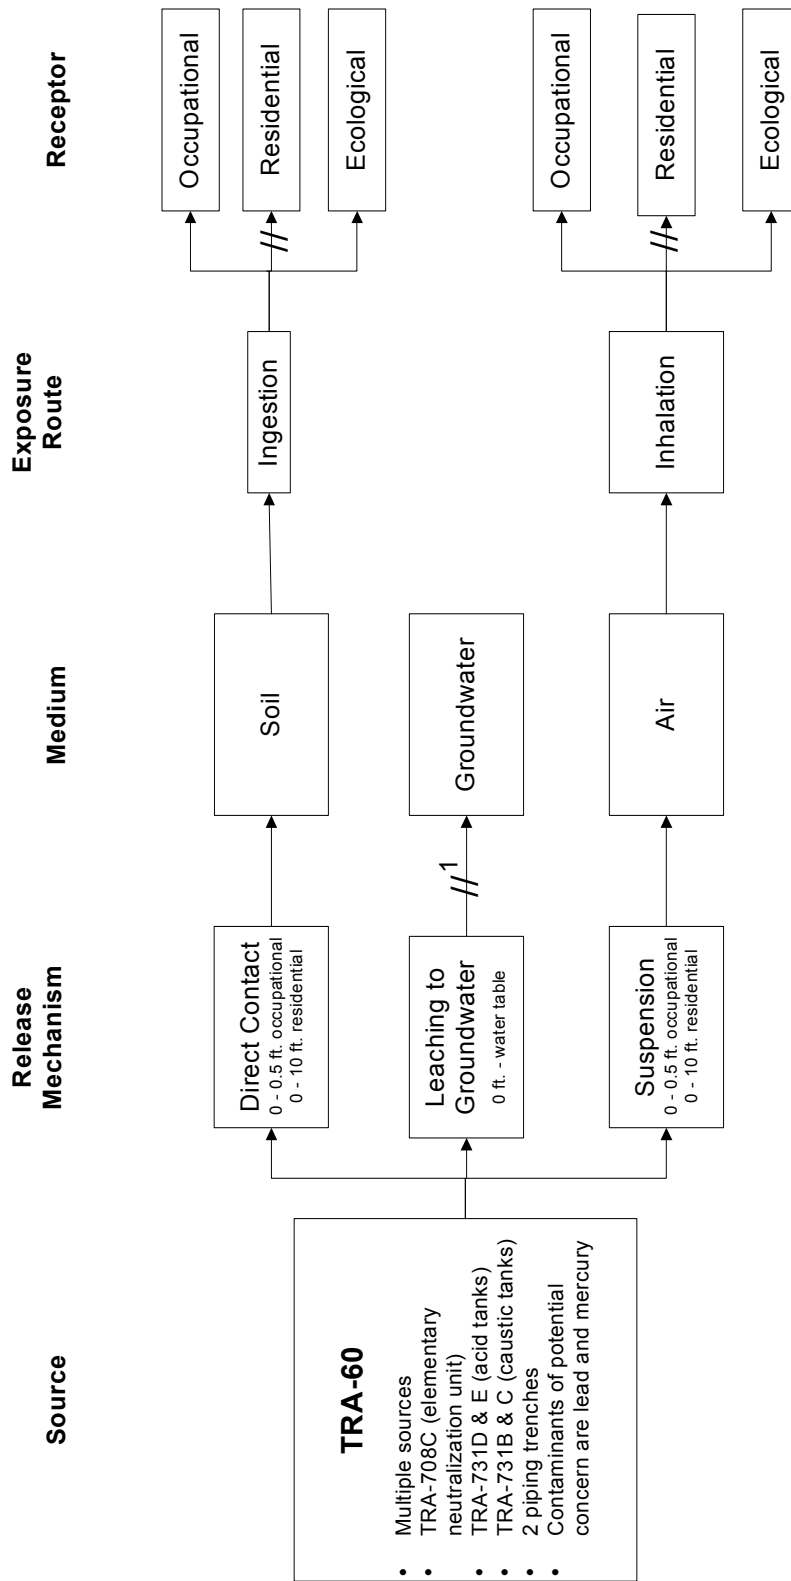 Source
Release
Mechanism
Medium
Exposure
Route
Receptor
TRA-60
• Multiple sources
• TRA-708C (elementary
neutralization unit)
• TRA-731D & E (acid tanks)
• TRA-731B & C (caustic tanks)
• 2 piping trenches
• Contaminants of potential
concern are lead and mercury
Direct Contact
0 - 0.5 ft. occupational
0 - 10 ft. residential
Soil
Ingestion
Occupational
//
Residential
Ecological
Leaching to
Groundwater
0 ft. - water table
//1
Groundwater
Suspension
0 - 0.5 ft. occupational
0 - 10 ft. residential
Air
Inhalation
Occupational
//
Residential
Ecological